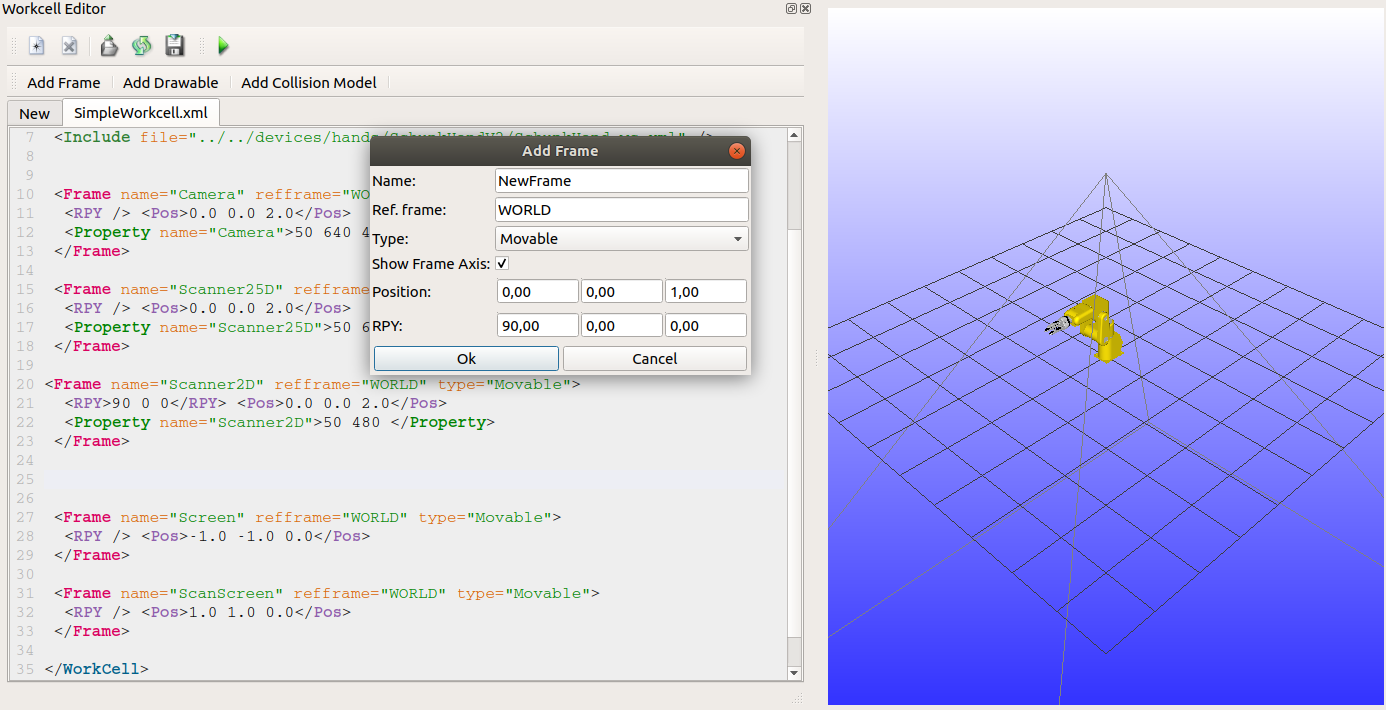 Workcell Editor
Add Frame Add Drawable Add Collision Model
New SimpleWorkcell.xml
7 <Include file="../../devices/hands/
8
9
10 <Frame name="Camera" refframe="WO
11 <RPY /> <Pos>0.0 0.0 2.0</Pos>
12 <Property name="Camera">50 640 4
13 </Frame>
14
15 <Frame name="Scanner25D" refframe
16 <RPY /> <Pos>0.0 0.0 2.0</Pos>
17 <Property name="Scanner25D">50 6
18 </Frame>
19
20 <Frame name="Scanner2D" refframe="WORLD" type="Movable">
21 <RPY>90 0 0</RPY> <Pos>0.0 0.0 2.0</Pos>
22 <Property name="Scanner2D">50 480 </Property>
23 </Frame>
24
25
26
27 <Frame name="Screen" refframe="WORLD" type="Movable">
28 <RPY /> <Pos>-1.0 -1.0 0.0</Pos>
29 </Frame>
30
31 <Frame name="ScanScreen" refframe="WORLD" type="Movable">
32 <RPY /> <Pos>1.0 1.0 0.0</Pos>
33 </Frame>
34
35 </WorkCell>
Add Frame
Name: NewFrame
Ref. frame: WORLD
Type: Movable
Show Frame Axis:
Position: 0,00 0,00 1,00
RPY: 90,00 0,00 0,00
Ok Cancel